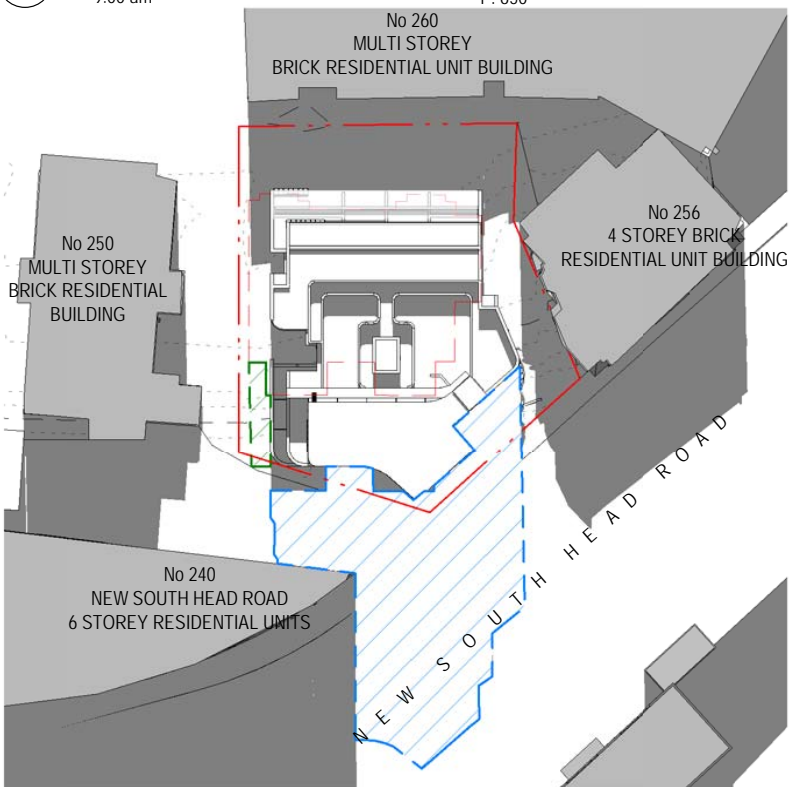 No 260
MULTI STOREY
BRICK RESIDENTIAL UNIT BUILDING
No 256
4 STOREY BRICK
RESIDENTIAL UNIT BUILDING
No 250
MULTI STOREY
BRICK RESIDENTIAL
BUILDING
NEW SOUTH HEAD ROAD
No 240
NEW SOUTH HEAD ROAD
6 STOREY RESIDENTIAL UNITS